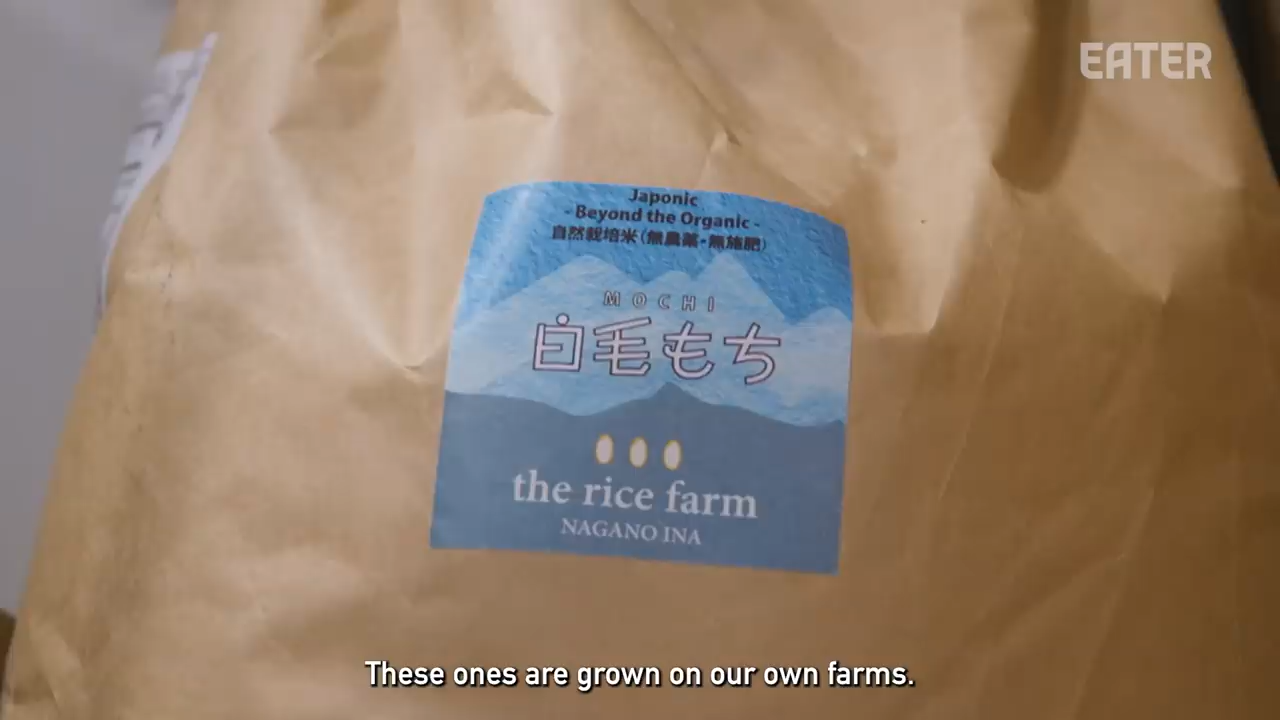 EATER
Japonic
- Beyond the Organic -
自然栽培米(無農薬・無施肥)
MOCHI
白毛もち
the rice farm
NAGANO INA
These ones are grown on our own farms.